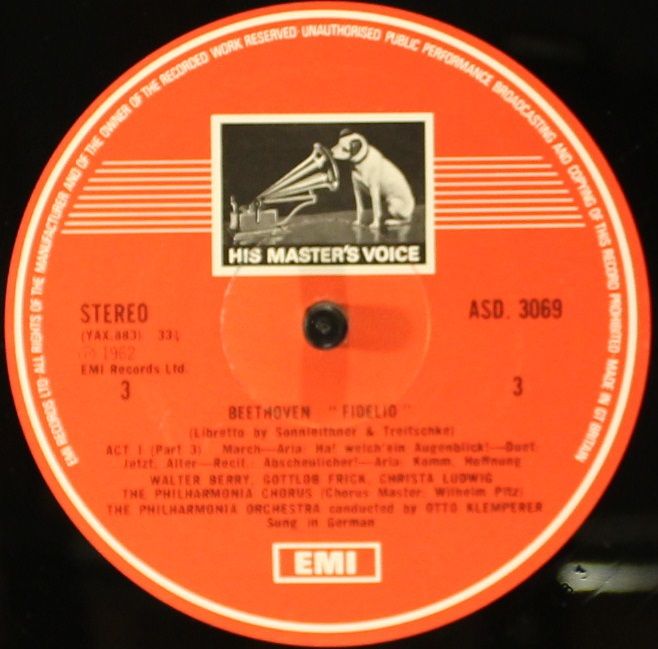 EMI RECORDS LTD ALL RIGHTS OF THE MANUFACTURER AND OF THE OWNER OF THE RECORDED WORK RESERVED UNAUTHORISED PUBLIC PERFORMANCE BROADCASTING AND COPYING OF THIS RECORD PROHIBITED MADE IN GT BRITAIN
HIS MASTER'S VOICE
STEREO
ASD. 3069
(YAX.883) 33⅓
℗ 1962
EMI Records Ltd.
3
3
BEETHOVEN "FIDELIO"
(Libretto by Sonnleithner & Treitschke)
ACT I (Part 3) March—Aria: Ha! welch'ein Augenblick!—Duet:
Jetzt, Alter—Recit.: Abscheulicher!—Aria: Komm, Hoffnung
WALTER BERRY, GOTTLOB FRICK, CHRISTA LUDWIG
THE PHILHARMONIA CHORUS (Chorus Master: Wilhelm Pitz)
THE PHILHARMONIA ORCHESTRA conducted by OTTO KLEMPERER
Sung in German
EMI